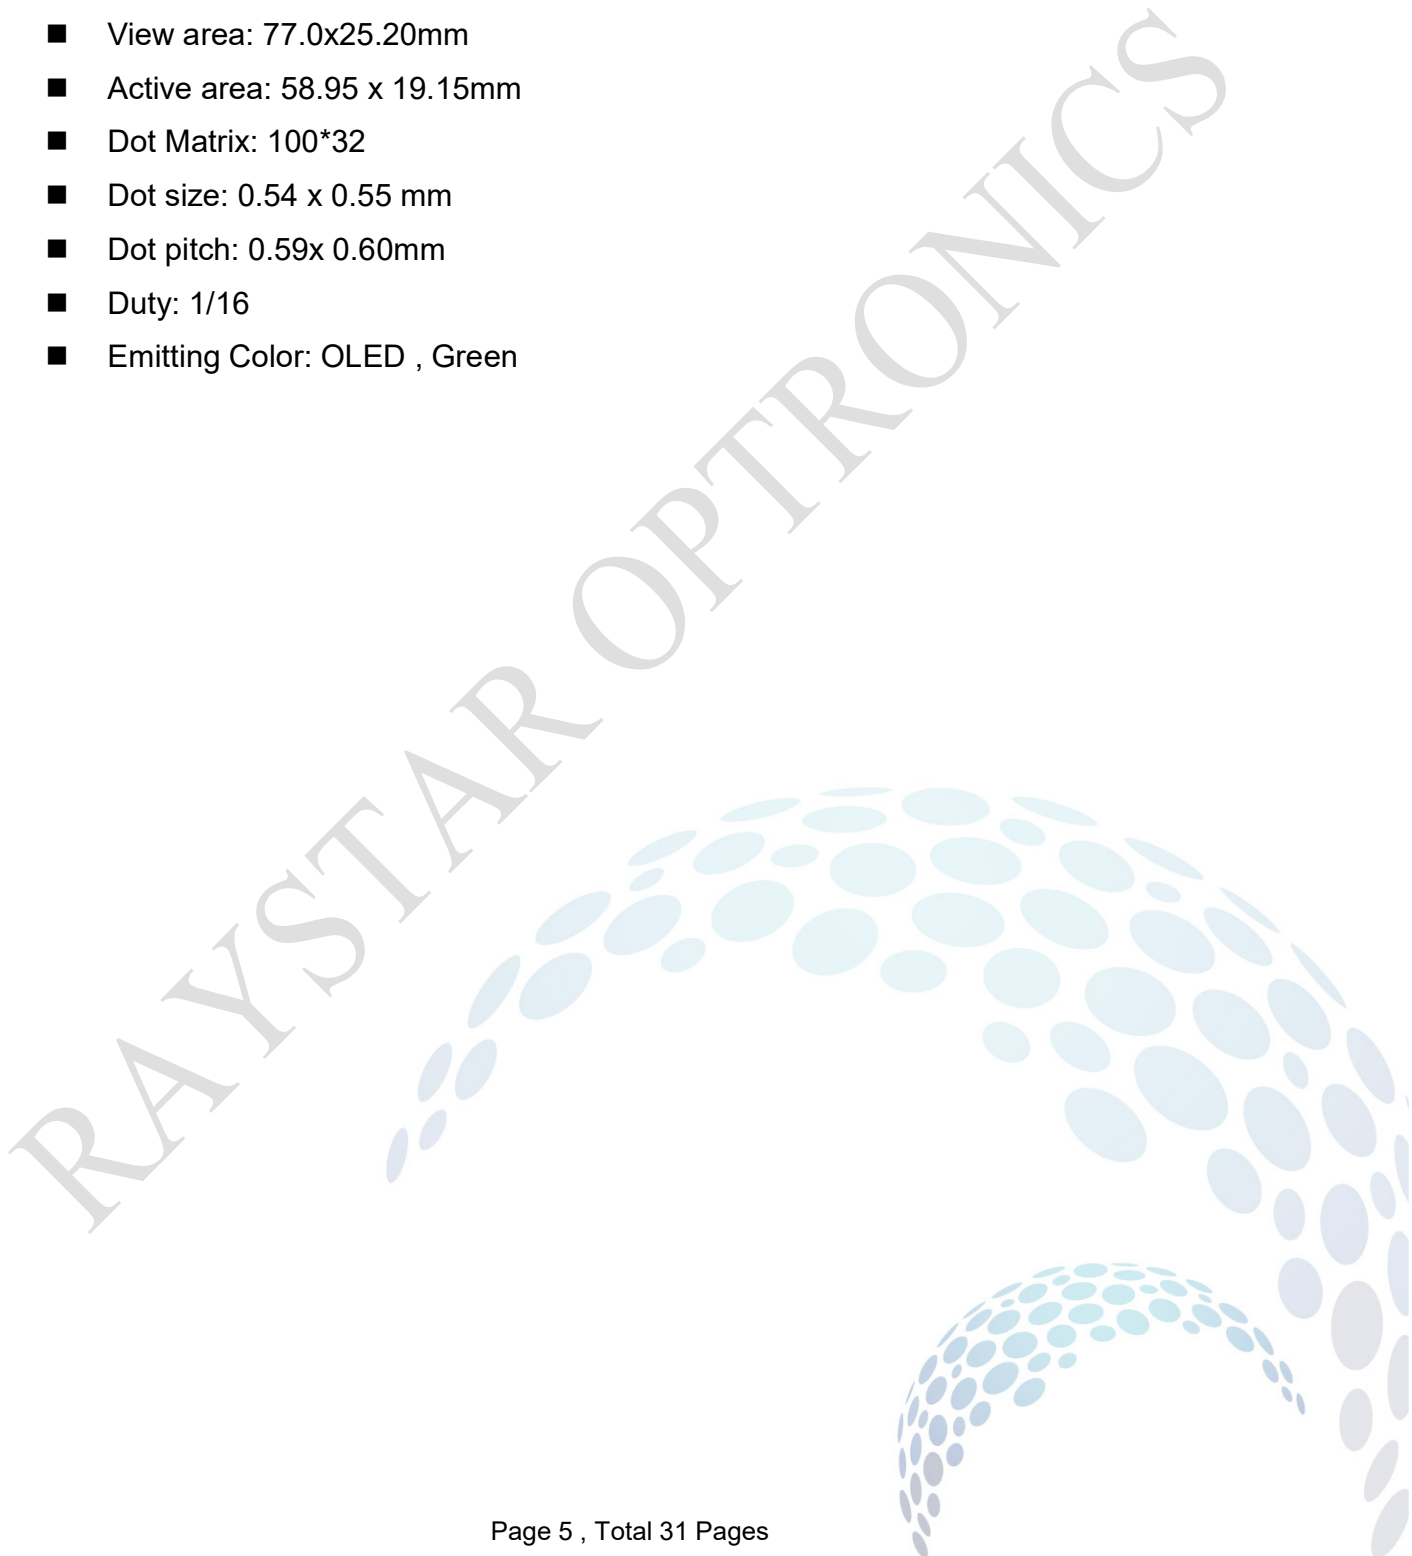 ■ View area: 77.0x25.20mm
■ Active area: 58.95 x 19.15mm
■ Dot Matrix: 100*32
■ Dot size: 0.54 x 0.55 mm
■ Dot pitch: 0.59x 0.60mm
■ Duty: 1/16
■ Emitting Color: OLED , Green
RAYSTAR OPTRONICS
Page 5 , Total 31 Pages